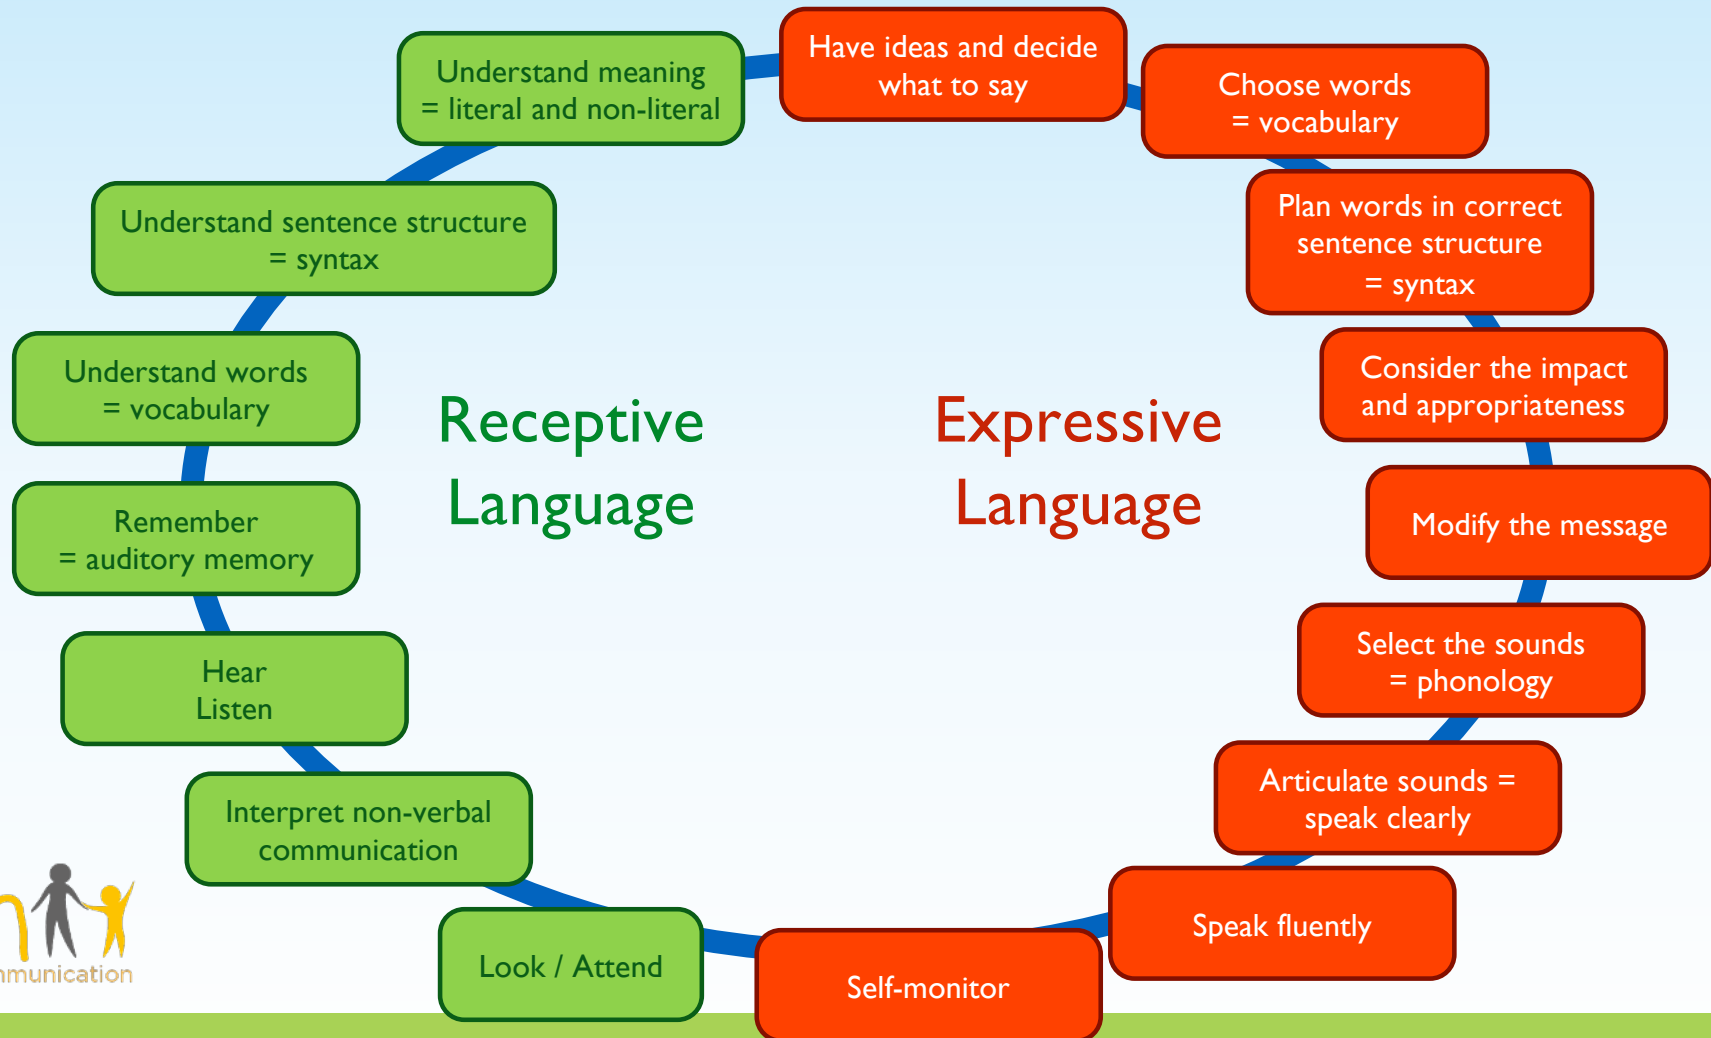 Have ideas and decide
what to say
Understand meaning
= literal and non-literal
Choose words
= vocabulary
Understand sentence structure
= syntax
Plan words in correct
sentence structure
= syntax
Understand words
= vocabulary
Consider the impact
and appropriateness
Receptive
Language
Expressive
Language
Remember
= auditory memory
Modify the message
Hear
Listen
Select the sounds
= phonology
Interpret non-verbal
communication
Articulate sounds =
speak clearly
Look / Attend
Speak fluently
Self-monitor
mmunication